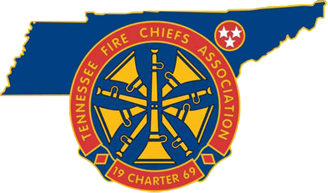 TENNESSEE FIRE CHIEFS ASSOCIATION
19 CHARTER 69